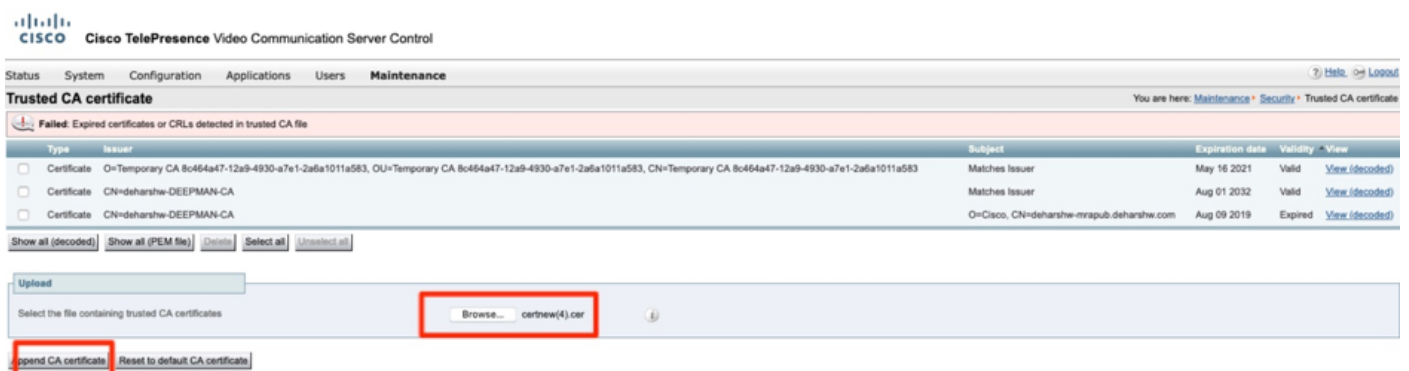 CISCO Cisco TelePresence Video Communication Server Control
Status System Configuration Applications Users Maintenance Help Logout
Trusted CA certificate You are here: Maintenance Security Trusted CA certificate
Failed: Expired certificates or CRLs detected in trusted CA file
Type Issuer Subject Expiration date Validity View
Certificate O=Temporary CA 8c464a47-12a9-4930-a7e1-2a6a1011a583, OU=Temporary CA 8c464a47-12a9-4930-a7e1-2a6a1011a583, CN=Temporary CA 8c464a47-12a9-4930-a7e1-2a6a1011a583 Matches Issuer May 16 2021 Valid View (decoded)
Certificate CN=deharshw-DEEPMAN-CA Matches Issuer Aug 01 2032 Valid View (decoded)
Certificate CN=deharshw-DEEPMAN-CA O=Cisco, CN=deharshw-mrapub.deharshw.com Aug 09 2019 Expired View (decoded)
Show all (decoded) Show all (PEM file) Delete Select all Unselect all
Upload
Select the file containing trusted CA certificates Browse... certnew(4).cer
Append CA certificate Reset to default CA certificate